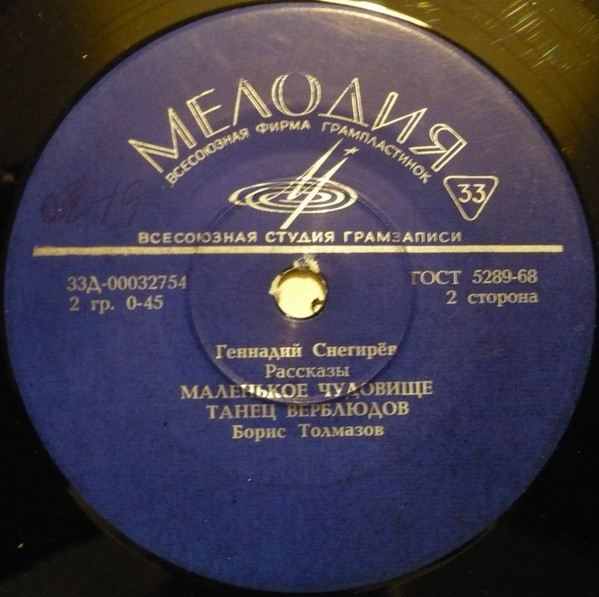 МЕЛОДИЯ
ВСЕСОЮЗНАЯ ФИРМА ГРАМПЛАСТИНОК
33
ВСЕСОЮЗНАЯ СТУДИЯ ГРАМЗАПИСИ
33Д-00032754
ГОСТ 5289-68
2 гр. 0-45
2 сторона
Геннадий Снегирёв
Рассказы
МАЛЕНЬКОЕ ЧУДОВИЩЕ
ТАНЕЦ ВЕРБЛЮДОВ
Борис Толмазов